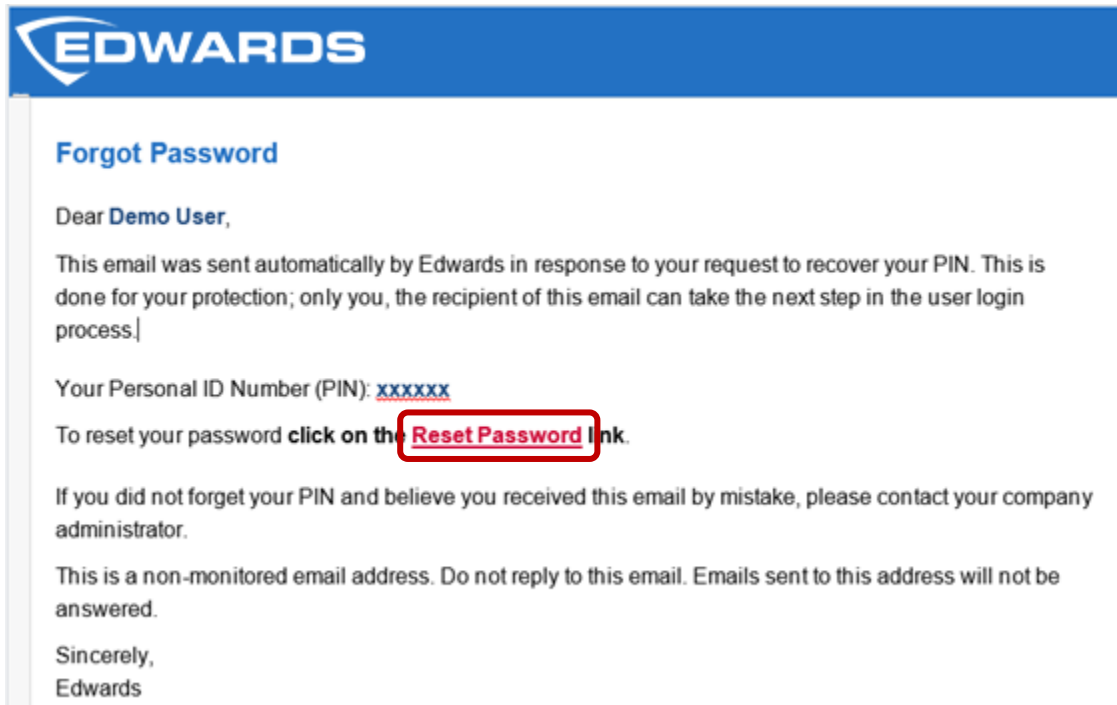 EDWARDS
Forgot Password
Dear Demo User,
This email was sent automatically by Edwards in response to your request to recover your PIN. This is
done for your protection; only you, the recipient of this email can take the next step in the user login
process.
Your Personal ID Number (PIN): xxxxxx
To reset your password click on the Reset Password link.
If you did not forget your PIN and believe you received this email by mistake, please contact your company
administrator.
This is a non-monitored email address. Do not reply to this email. Emails sent to this address will not be
answered.
Sincerely,
Edwards